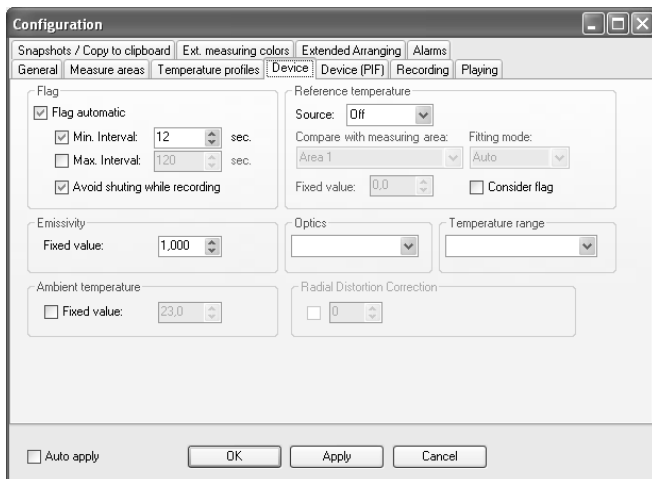 Configuration
Snapshots / Copy to clipboard Ext. measuring colors Extended Arranging Alarms
General Measure areas Temperature profiles Device Device (PIF) Recording Playing
Flag
Flag automatic
Min. Interval: 12 sec.
Max. Interval: 120 sec.
Avoid shuting while recording
Reference temperature
Source: Off
Compare with measuring area: Fitting mode:
Area 1 Auto
Fixed value: 0,0 Consider flag
Emissivity
Fixed value: 1,000
Optics
Temperature range
Ambient temperature
Fixed value: 23,0
Radial Distortion Correction
0
Auto apply OK Apply Cancel